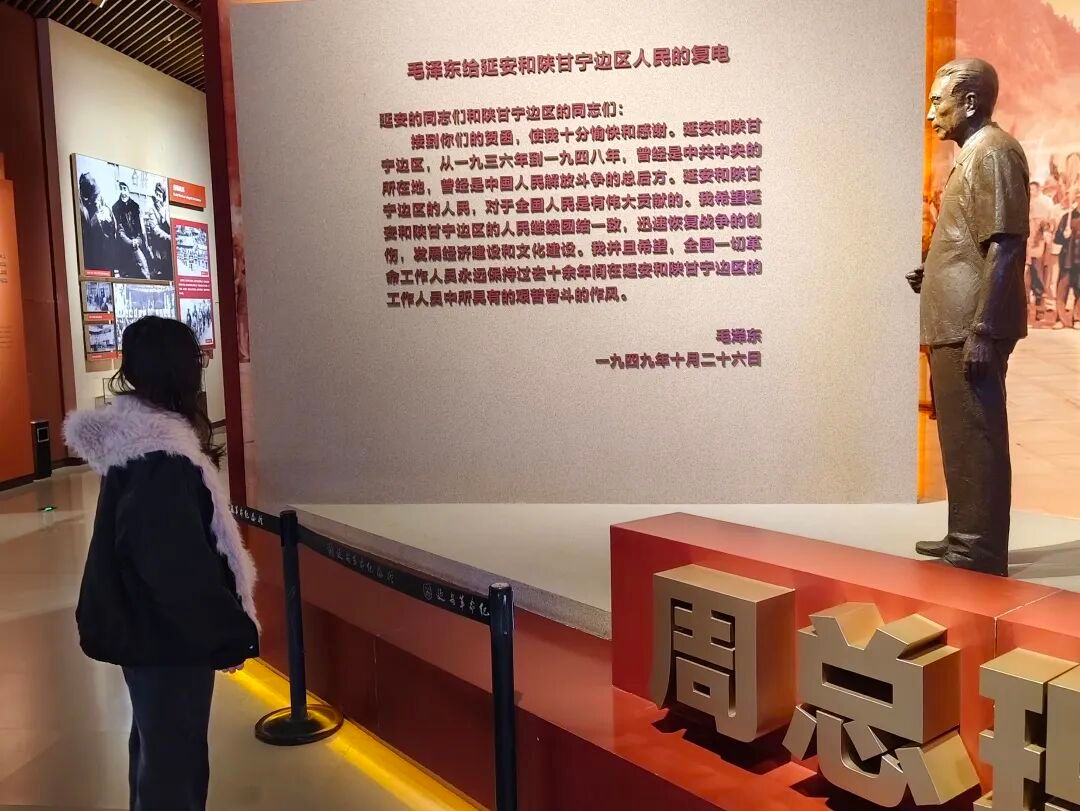 毛泽东给延安和陕甘宁边区人民的复电
延安的同志们和陕甘宁边区的同志们：
接到你们的贺函，使我十分愉快和感谢。延安和陕甘
宁边区，从一九三六年到一九四八年，曾经是中共中央的
所在地，曾经是中国人民解放斗争的总后方。延安和陕甘
宁边区的人民，对于全国人民是有伟大贡献的。我希望延
安和陕甘宁边区的人民继续团结一致，迅速恢复战争的创
伤，发展经济建设和文化建设。我并且希望，全国一切革
命工作人员永远保持过去十余年间在延安和陕甘宁边区的
工作人员中所具有的艰苦奋斗的作风。
毛泽东
一九四九年十月二十六日
延安革命纪
周总理